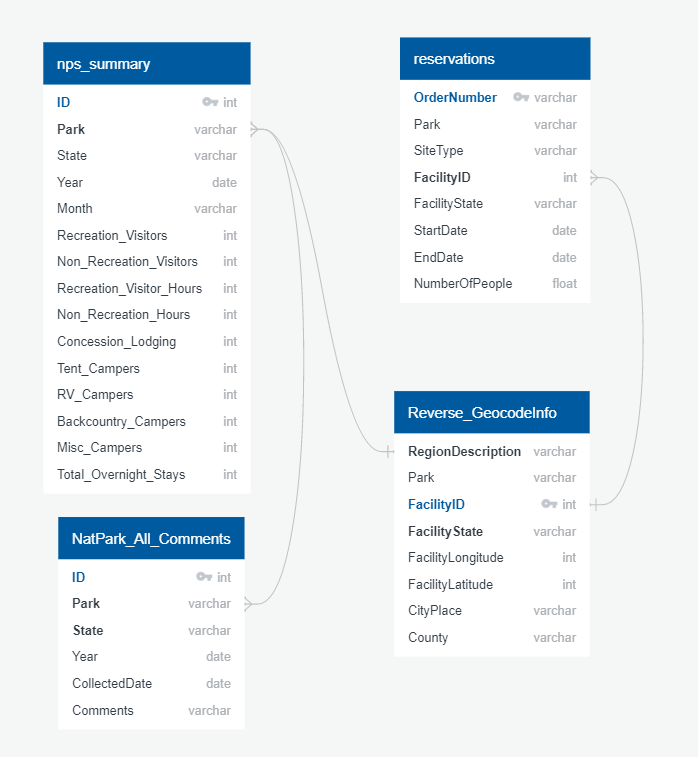 nps_summary
ID int
Park varchar
State varchar
Year date
Month varchar
Recreation_Visitors int
Non_Recreation_Visitors int
Recreation_Visitor_Hours int
Non_Recreation_Hours int
Concession_Lodging int
Tent_Campers int
RV_Campers int
Backcountry_Campers int
Misc_Campers int
Total_Overnight_Stays int
NatPark_All_Comments
ID int
Park varchar
State varchar
Year date
CollectedDate date
Comments varchar
reservations
OrderNumber varchar
Park varchar
SiteType varchar
FacilityID int
FacilityState varchar
StartDate date
EndDate date
NumberOfPeople float
Reverse_GeocodeInfo
RegionDescription varchar
Park varchar
FacilityID int
FacilityState varchar
FacilityLongitude int
FacilityLatitude int
CityPlace varchar
County varchar